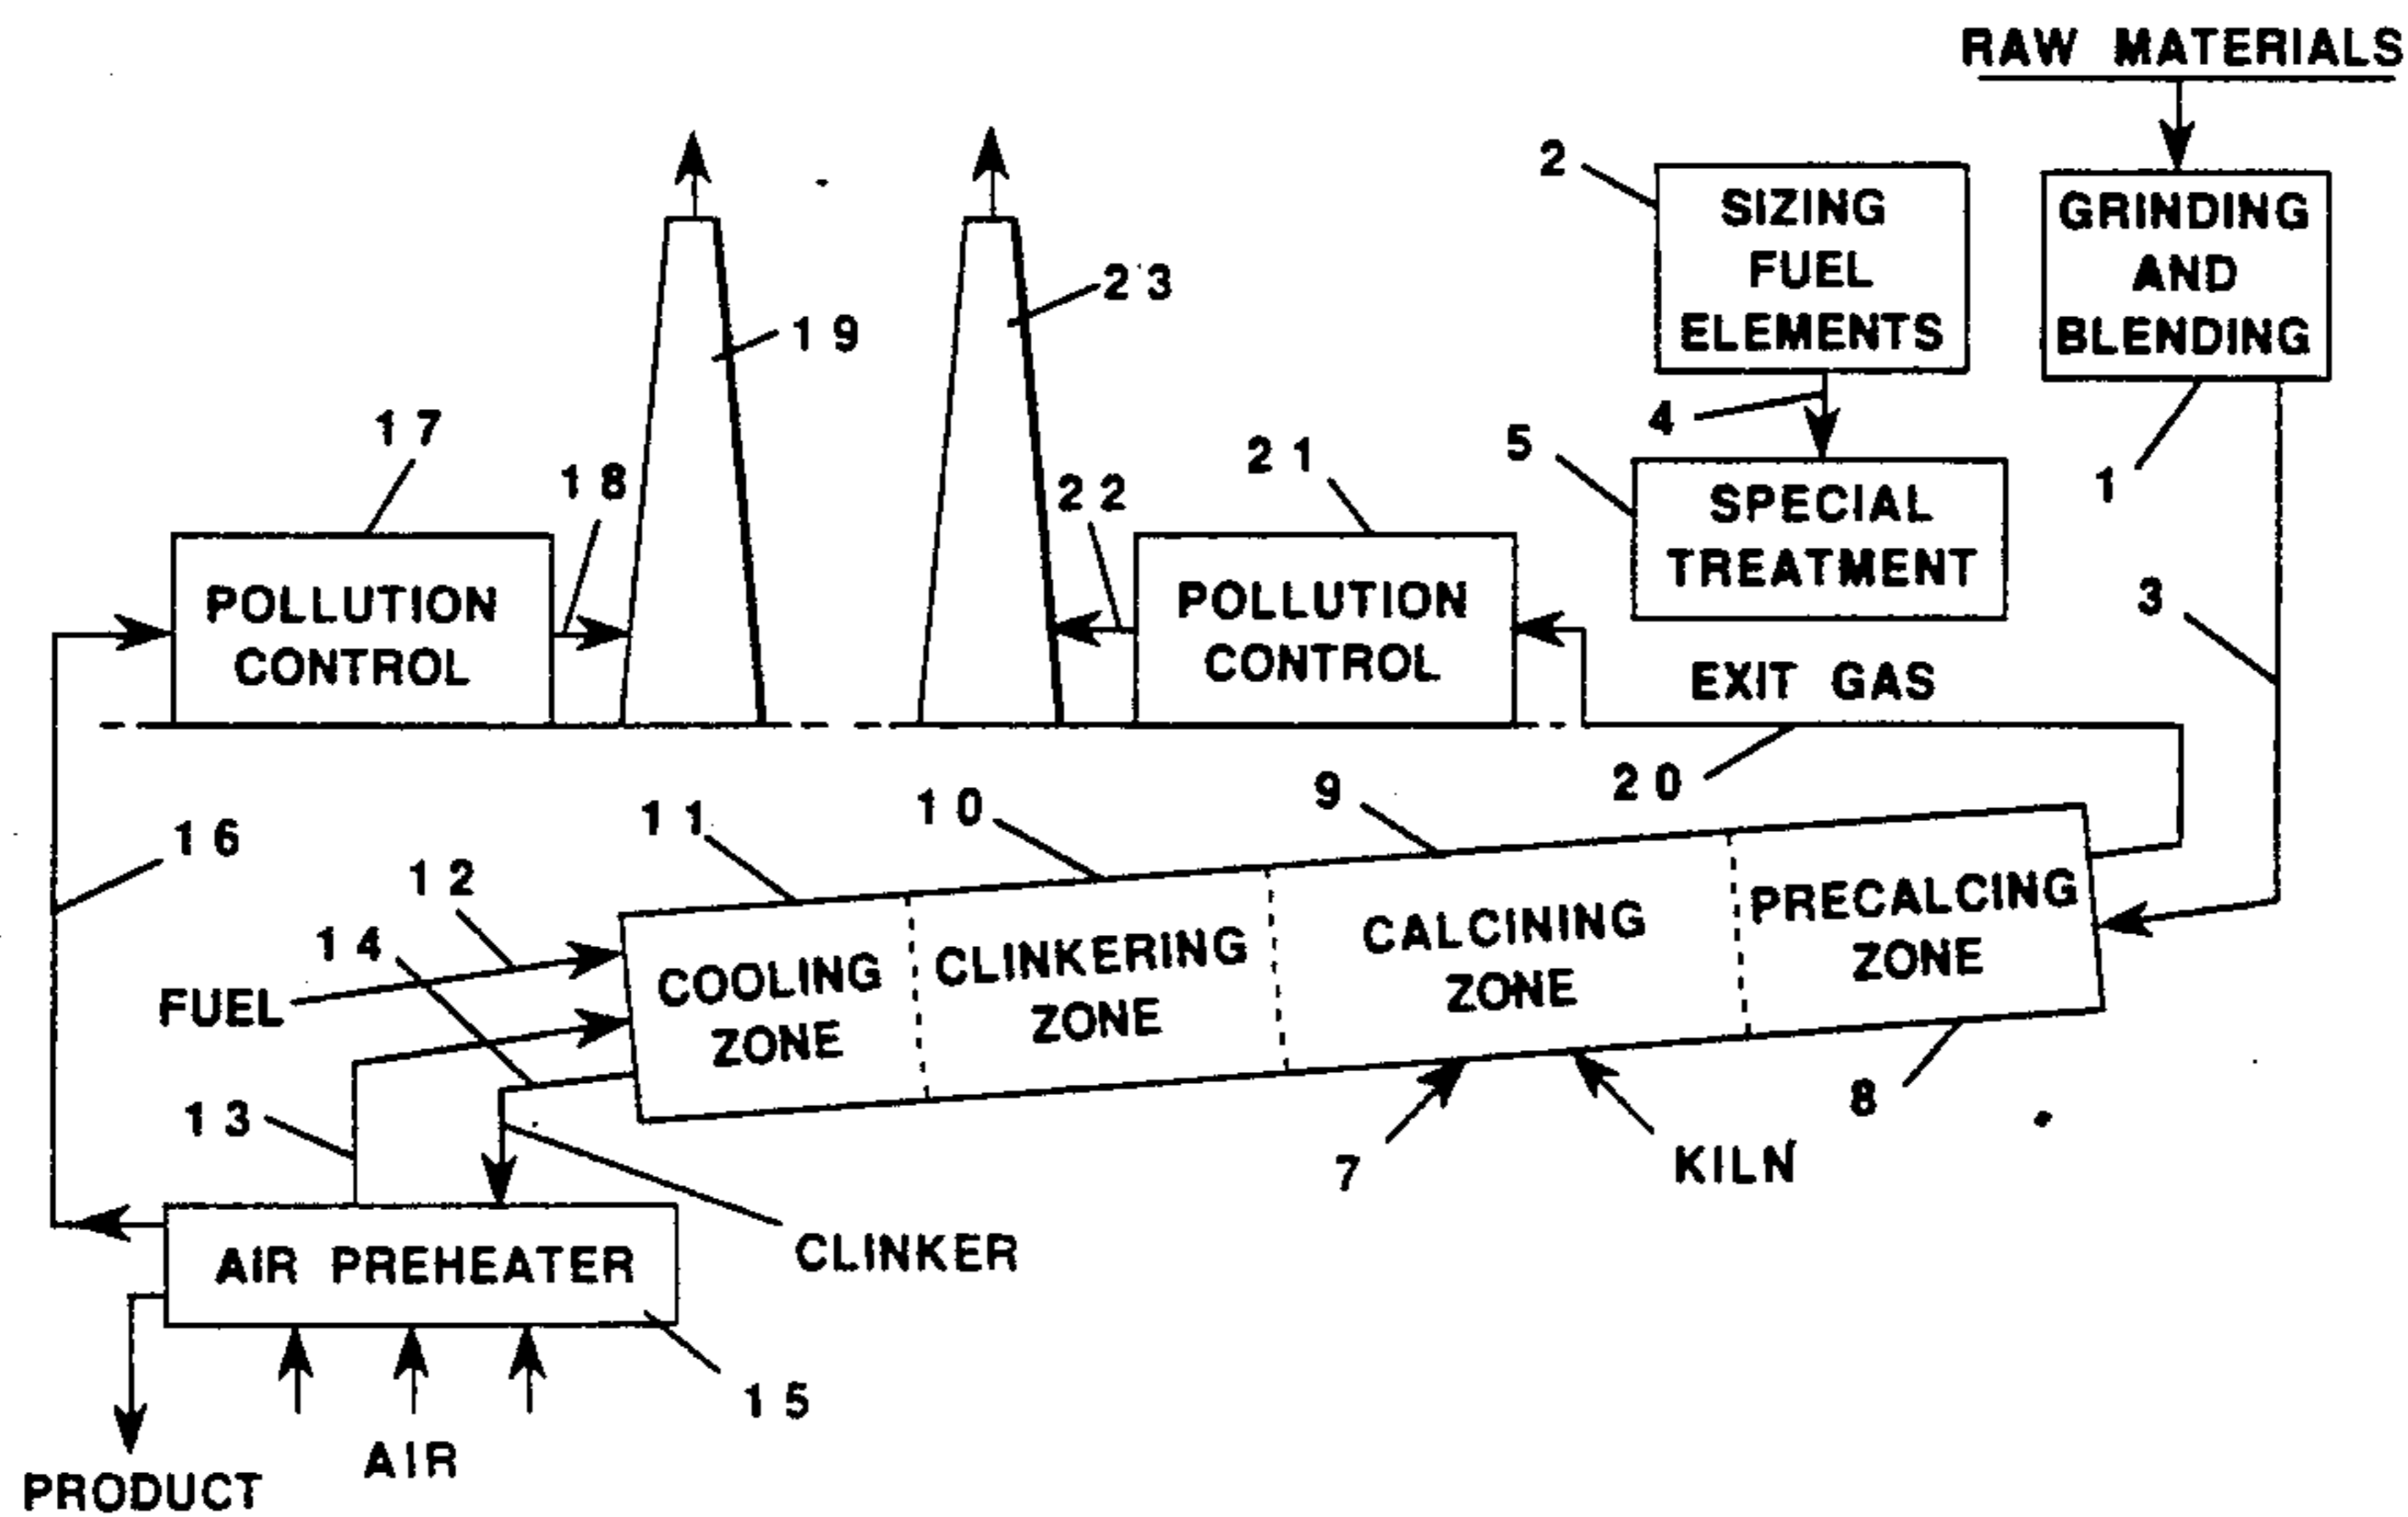 RAW MATERIALS
2
SIZING
FUEL
ELEMENTS
GRINDING
AND
BLENDING
23
19
4
1
17
18
22
21
5
SPECIAL
TREATMENT
3
POLLUTION
CONTROL
POLLUTION
CONTROL
EXIT GAS
20
16
11
10
9
12
14
FUEL
COOLING
ZONE
CLINKERING
ZONE
CALCINING
ZONE
PRECALCING
ZONE
13
7
KILN
8
CLINKER
AIR PREHEATER
15
AIR
PRODUCT